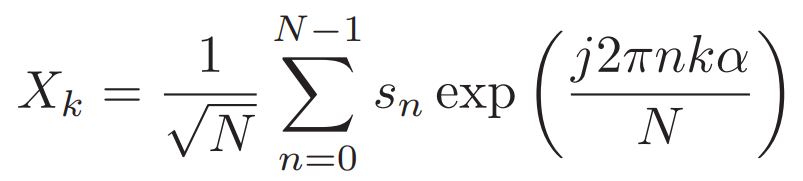 X_k = \frac{1}{\sqrt{N}} \sum_{n=0}^{N-1} s_n \exp\left(\frac{j2\pi nk\alpha}{N}\right)